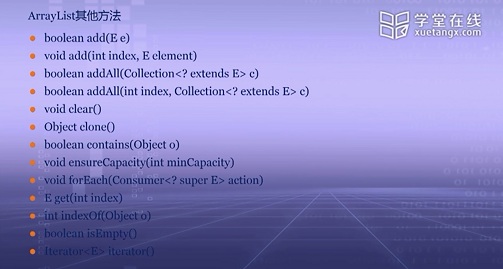 ArrayList其他方法
学堂在线
xuetangx.com
boolean add(E e)
void add(int index, E element)
boolean addAll(Collection<? extends E> c)
boolean addAll(int index, Collection<? extends E> c)
void clear()
Object clone()
boolean contains(Object o)
void ensureCapacity(int minCapacity)
void forEach(Consumer<? super E> action)
E get(int index)
int indexOf(Object o)
boolean isEmpty()
Iterator<E> iterator()